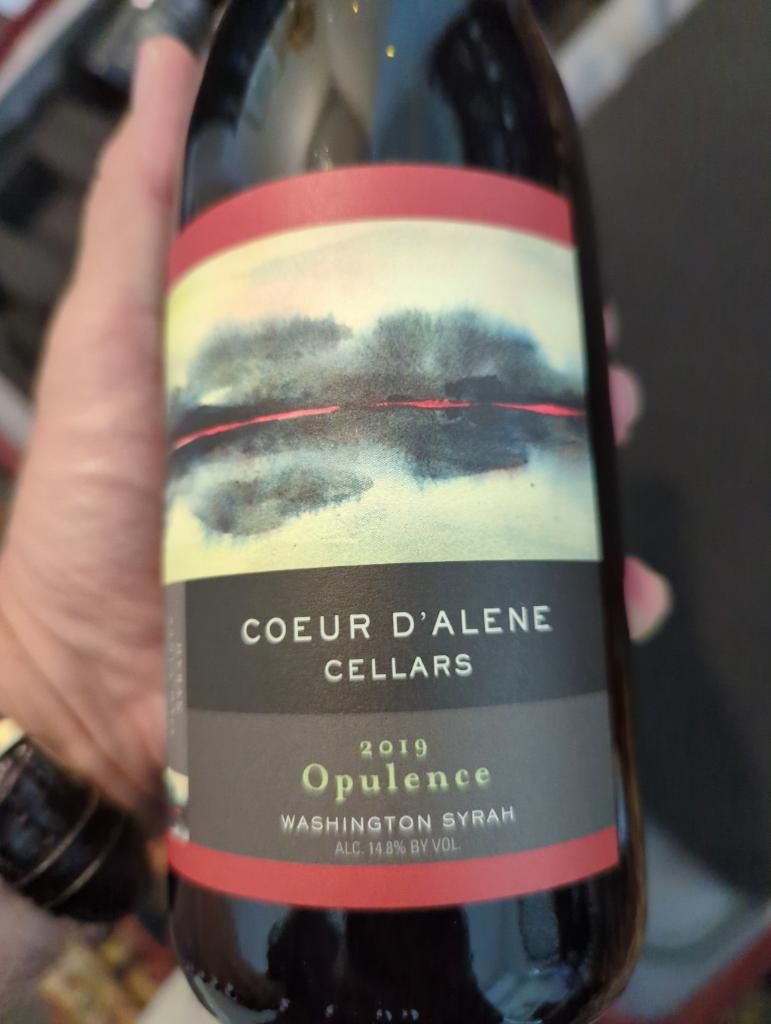 COEUR D'ALENE
CELLARS
2019
Opulence
WASHINGTON SYRAH
ALC. 14.8% BY VOL.